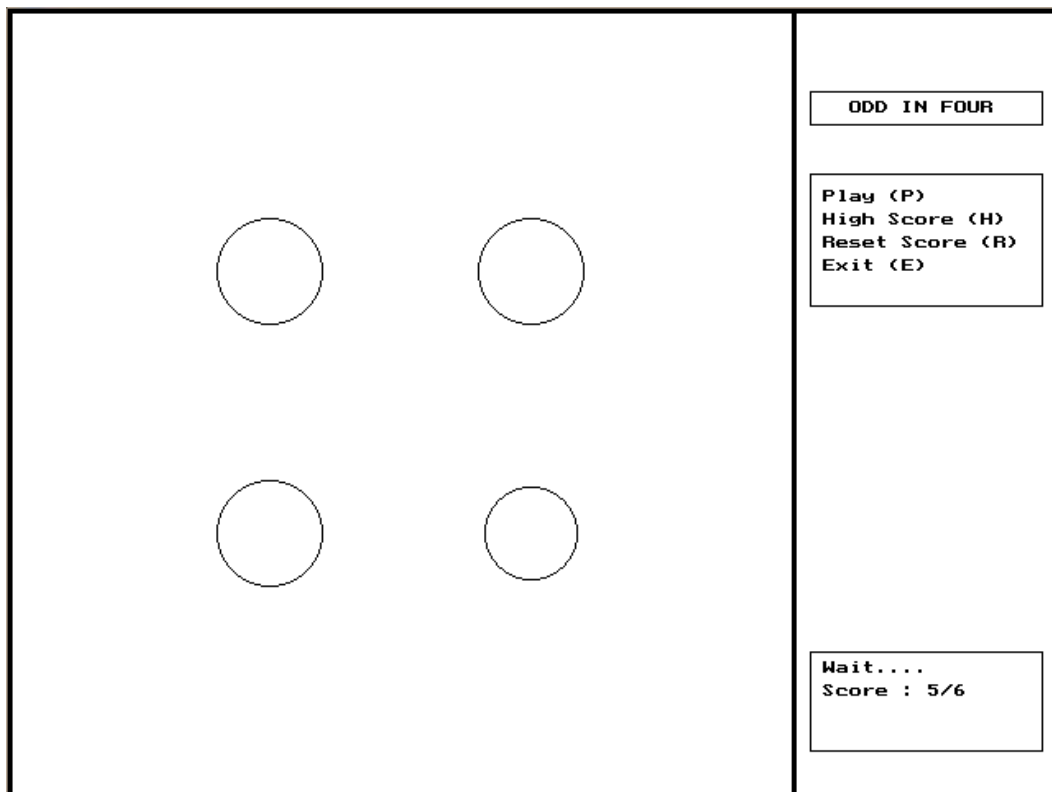 ODD IN FOUR
Play (P)
High Score (H)
Reset Score (R)
Exit (E)
Wait....
Score : 5/6